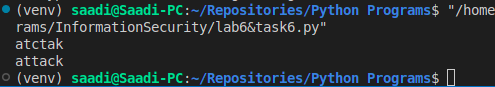 (venv) saadi@Saadi-PC:~/Repositories/Python Programs$ "/home
rams/InformationSecurity/lab6&task6.py"
atctak
attack
(venv) saadi@Saadi-PC:~/Repositories/Python Programs$